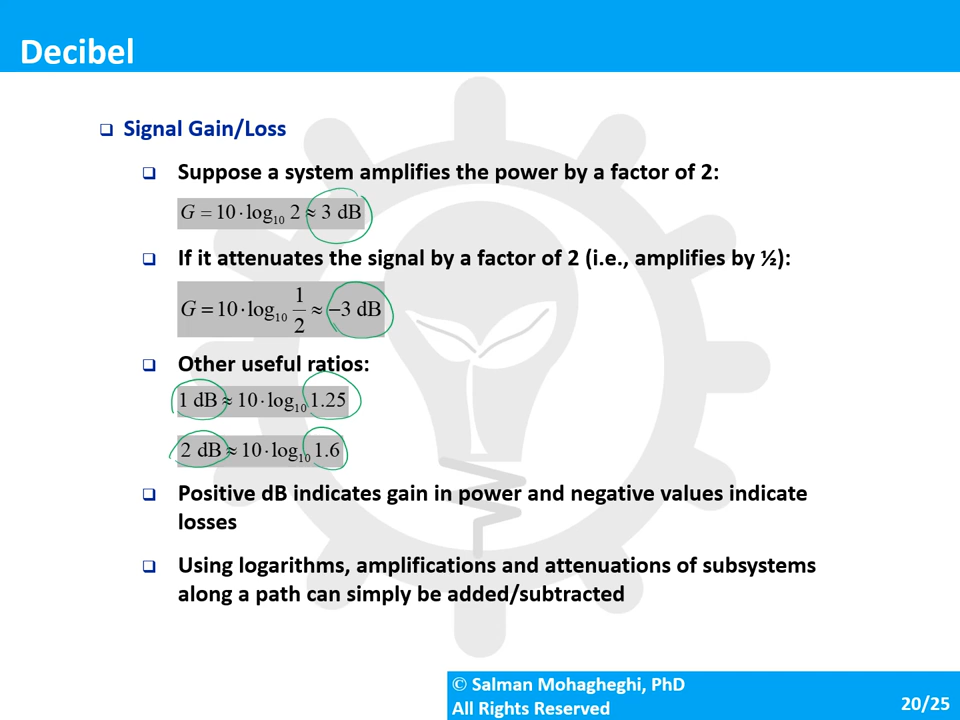 Decibel
❑ Signal Gain/Loss
❑ Suppose a system amplifies the power by a factor of 2:
G = 10·log₁₀ 2 ≈ 3 dB
❑ If it attenuates the signal by a factor of 2 (i.e., amplifies by ½):
G = 10·log₁₀ 1/2 ≈ −3 dB
❑ Other useful ratios:
1 dB ≈ 10·log₁₀ 1.25
2 dB ≈ 10·log₁₀ 1.6
❑ Positive dB indicates gain in power and negative values indicate
losses
❑ Using logarithms, amplifications and attenuations of subsystems
along a path can simply be added/subtracted
© Salman Mohagheghi, PhD
All Rights Reserved
20/25